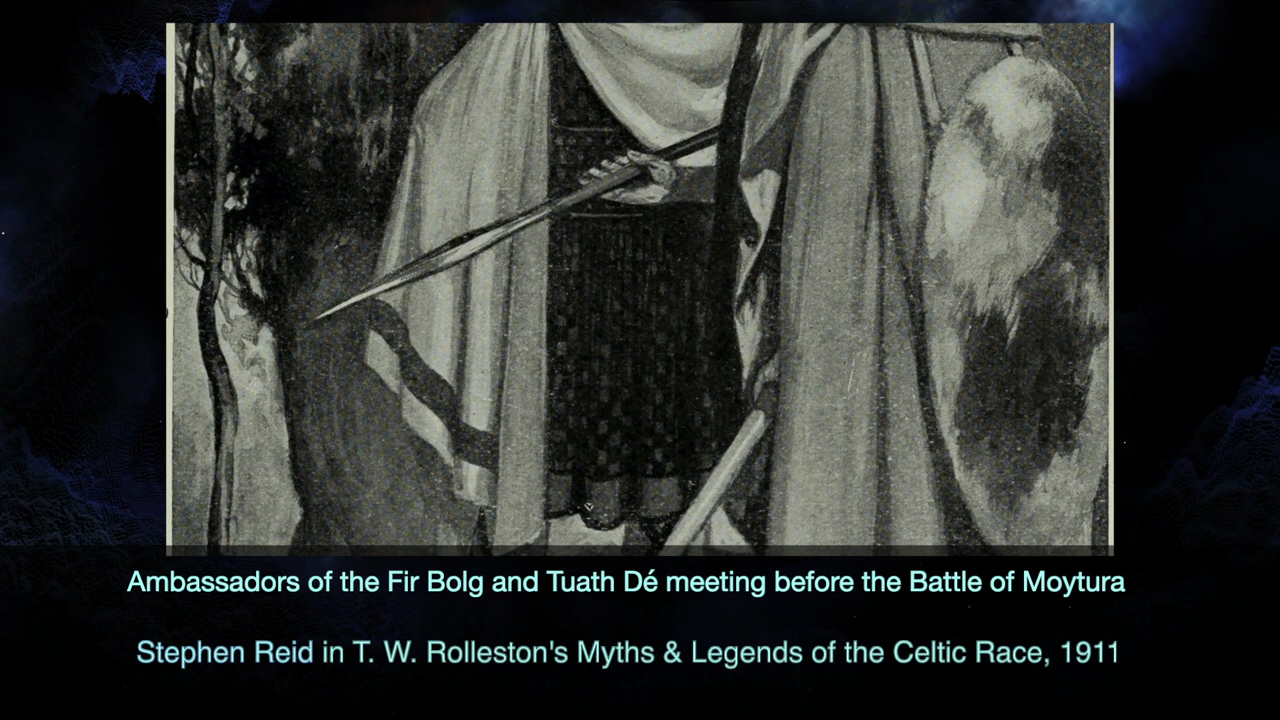 Ambassadors of the Fir Bolg and Tuath Dé meeting before the Battle of Moytura
Stephen Reid in T. W. Rolleston's Myths & Legends of the Celtic Race, 1911